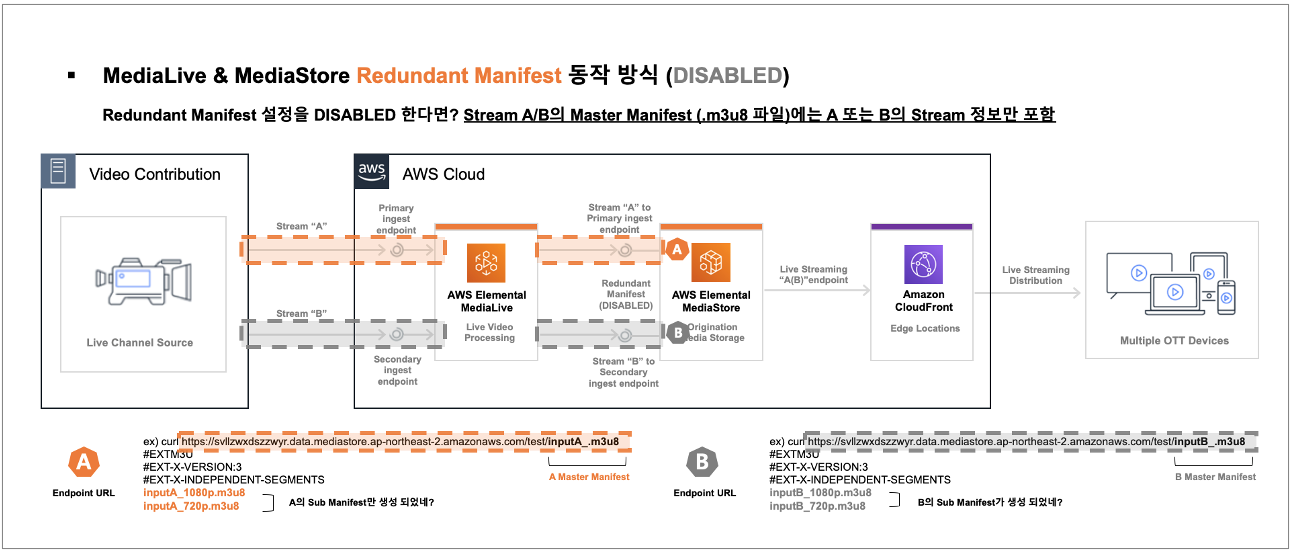 ▪ MediaLive & MediaStore Redundant Manifest 동작 방식 (DISABLED)
Redundant Manifest 설정을 DISABLED 한다면? Stream A/B의 Master Manifest (.m3u8 파일)에는 A 또는 B의 Stream 정보만 포함
Video Contribution
Live Channel Source
Stream “A”
Stream “B”
aws
AWS Cloud
Primary
ingest
endpoint
Secondary
ingest
endpoint
AWS Elemental
MediaLive
Live Video
Processing
Stream “A” to
Primary ingest
endpoint
Redundant
Manifest
(DISABLED)
Stream “B” to
Secondary
ingest endpoint
A
B
AWS Elemental
MediaStore
Origination
Media Storage
Live Streaming
“A(B)"endpoint
Amazon
CloudFront
Edge Locations
Live Streaming
Distribution
Multiple OTT Devices
A
Endpoint URL
ex) curl https://svllzwxdszzwyr.data.mediastore.ap-northeast-2.amazonaws.com/test/inputA_.m3u8
#EXTM3U
#EXT-X-VERSION:3
#EXT-X-INDEPENDENT-SEGMENTS
inputA_1080p.m3u8
inputA_720p.m3u8
A Master Manifest
A의 Sub Manifest만 생성 되었네?
B
Endpoint URL
ex) curl https://svllzwxdszzwyr.data.mediastore.ap-northeast-2.amazonaws.com/test/inputB_.m3u8
#EXTM3U
#EXT-X-VERSION:3
#EXT-X-INDEPENDENT-SEGMENTS
inputB_1080p.m3u8
inputB_720p.m3u8
B Master Manifest
B의 Sub Manifest가 생성 되었네?